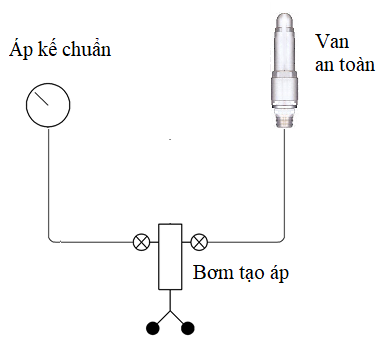 Áp kế chuẩn
Van
an toàn
Bơm tạo áp